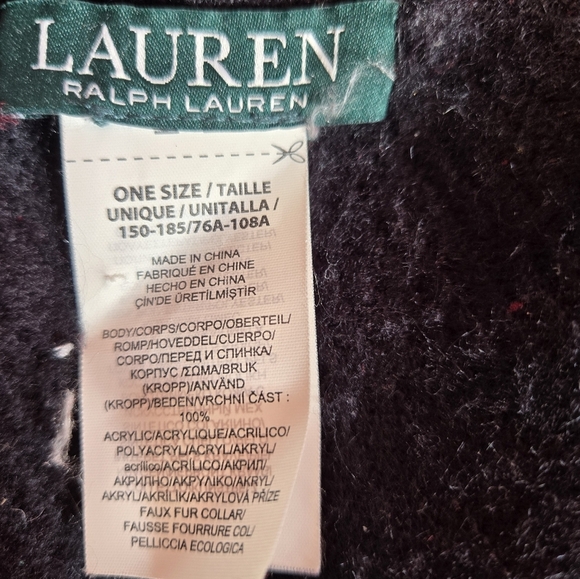 LAUREN
RALPH LAUREN
ONE SIZE / TAILLE
UNIQUE / UNITALLA /
150-185/76A-108A
MADE IN CHINA
FABRIQUÉ EN CHINE
HECHO EN CHINA
ÇİN'DE ÜRETİLMİŞTİR
BODY/CORPS/CORPO/OBERTEIL/
ROMP/HOVEDDEL/CUERPO/
CORPO/ПЕРЕД И СПИНКА/
КОРПУС /ΣΩΜΑ/BRUK
(KROPP)/ANVÄND
(KROPP)/BEDEN/VRCHNÍ ČÁST :
100%
ACRYLIC/ACRYLIQUE/ACRILICO/
POLYACRYL/ACRYL/AKRYL/
acrílico/ACRÍLICO/АКРИЛ/
АКРИЛНО/ΑΚΡΥΛΙΚΟ/AKRYL/
AKRYL/AKRİLİK/AKRYLOVÁ PŘÍZE
FAUX FUR COLLAR/
FAUSSE FOURRURE COL/
PELLICCIA ECOLOGICA